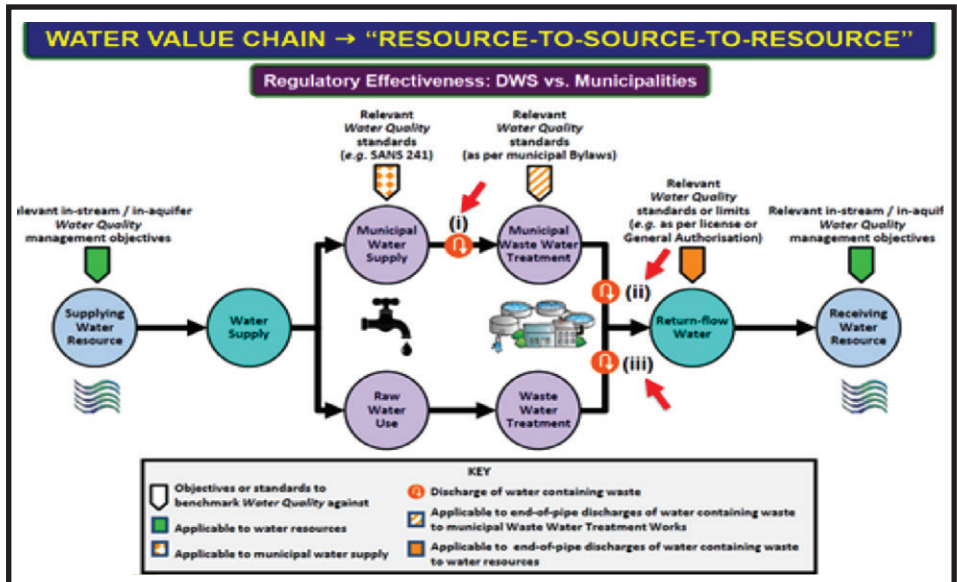 WATER VALUE CHAIN → “RESOURCE-TO-SOURCE-TO-RESOURCE”
Regulatory Effectiveness: DWS vs. Municipalities
Relevant
Water Quality
standards
(e.g. SANS 241)
Relevant
Water Quality
standards
(as per municipal Bylaws)
Relevant
Water Quality
standards or limits
(e.g. as per license or
General Authorisation)
elevant in-stream / in-aquifer
Water Quality
management objectives
Relevant in-stream / in-aquif
Water Quality
management objectives
(i)
Municipal
Water
Supply
Municipal
Waste Water
Treatment
(ii)
Supplying
Water
Resource
Water
Supply
Return-flow
Water
Receiving
Water
Resource
(iii)
Raw
Water
Use
Waste
Water
Treatment
KEY
Objectives or standards to
benchmark Water Quality against
Applicable to water resources
Applicable to municipal water supply
Discharge of water containing waste
Applicable to end-of-pipe discharges of water containing waste
to municipal Waste Water Treatment Works
Applicable to end-of-pipe discharges of water containing waste
to water resources